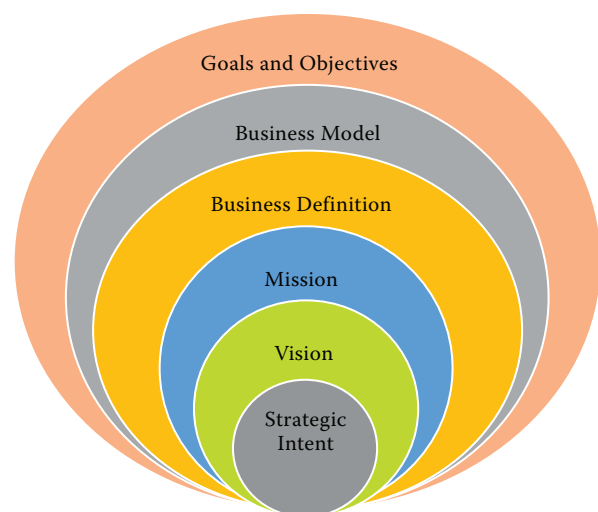 Goals and Objectives
Business Model
Business Definition
Mission
Vision
Strategic
Intent